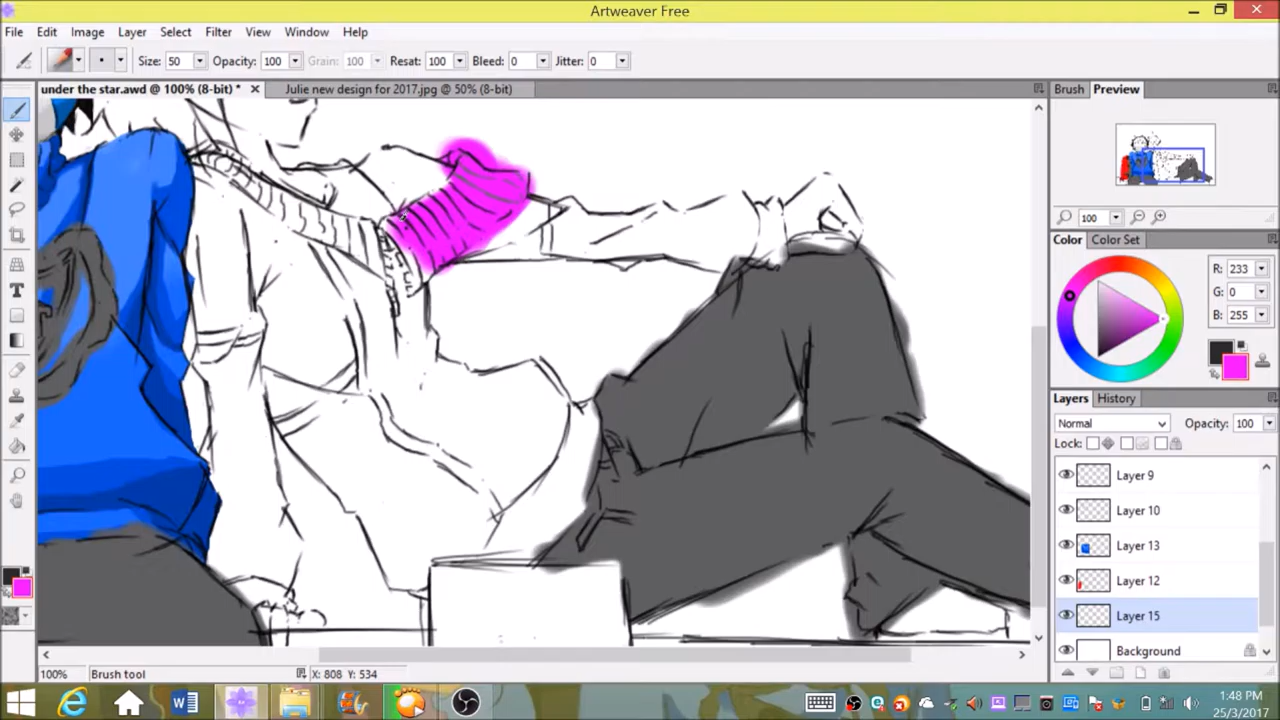 Artweaver Free
File Edit Image Layer Select Filter View Window Help
Size: 50 Opacity: 100 Grain: 100 Resat: 100 Bleed: 0 Jitter: 0
under the star.awd @ 100% (8-bit) * Julie new design for 2017.jpg @ 50% (8-bit)
Brush Preview
100
Color Color Set
R: 233
G: 0
B: 255
Layers History
Normal Opacity: 100
Lock:
Layer 9
Layer 10
Layer 13
Layer 12
Layer 15
Background
100% Brush tool X: 808 Y: 534
1:48 PM
25/3/2017